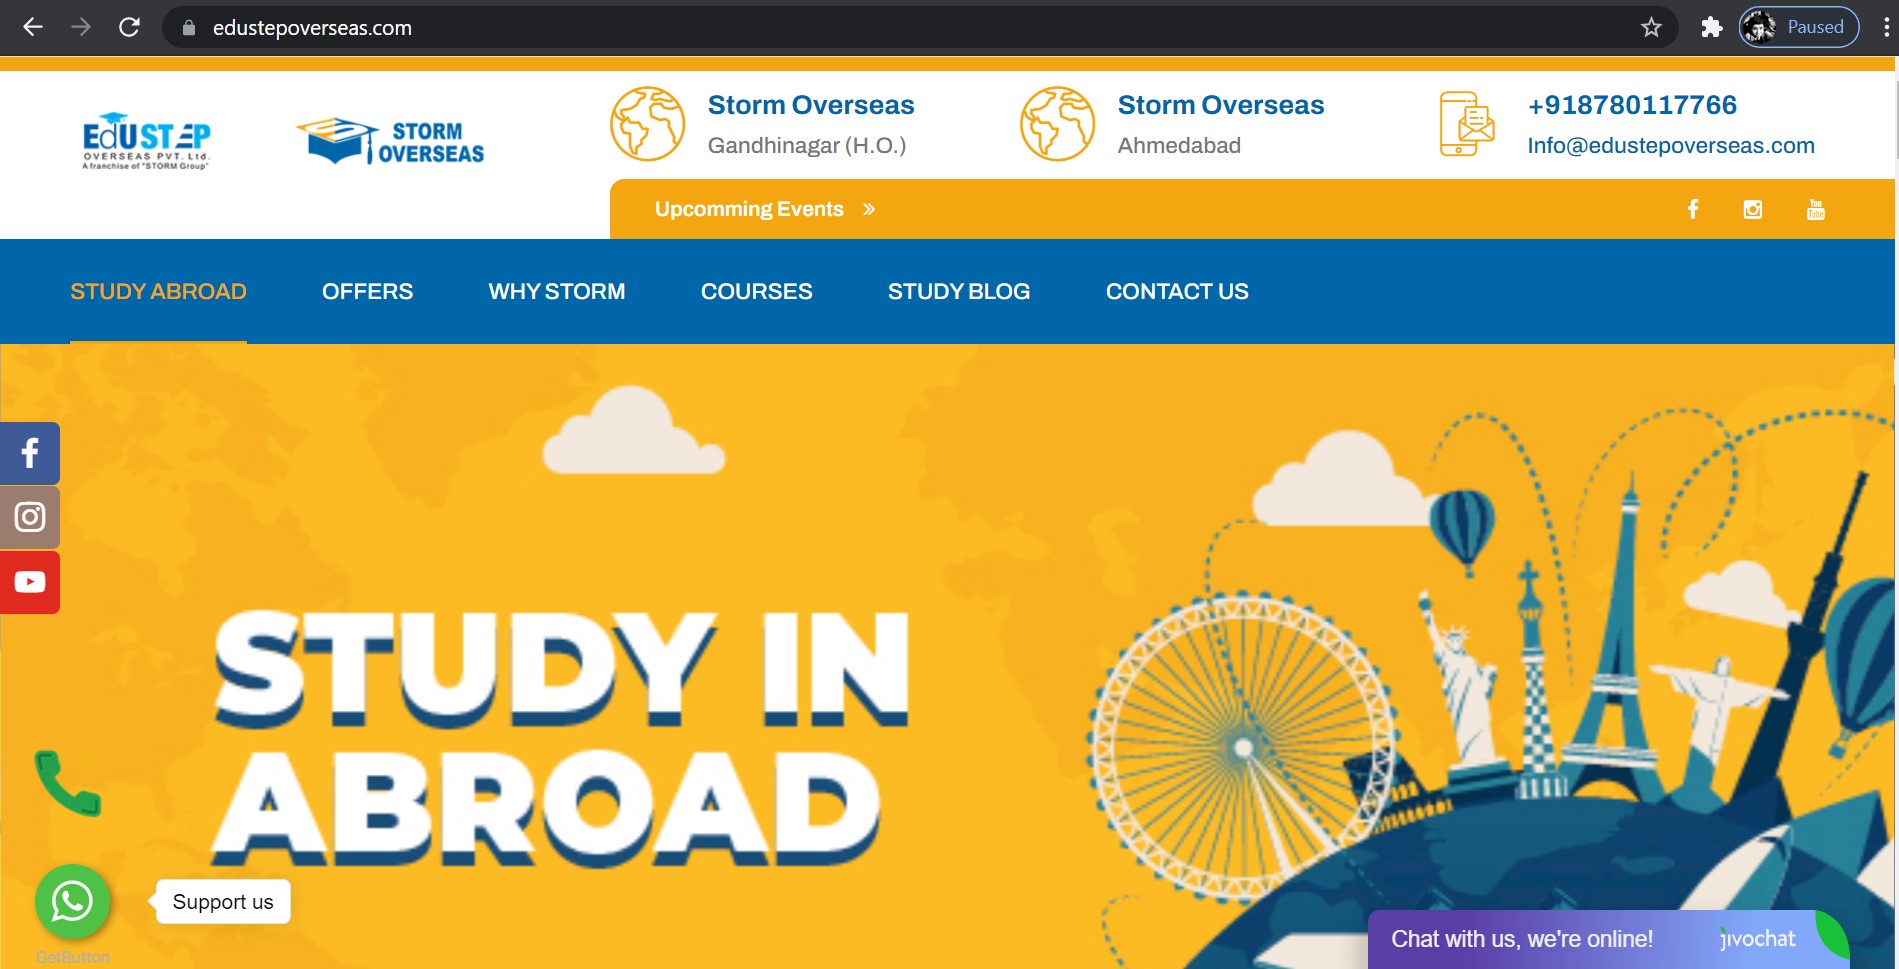 edustepoverseas.com
Paused
EdUSTEP
OVERSEAS PVT. Ltd.
A franchise of "STORM Group"
STORM
OVERSEAS
Storm Overseas
Gandhinagar (H.O.)
Storm Overseas
Ahmedabad
+918780117766
Info@edustepoverseas.com
Upcomming Events »
You
Tube
STUDY ABROAD
OFFERS
WHY STORM
COURSES
STUDY BLOG
CONTACT US
STUDY IN
ABROAD
Support us
GetButton
Chat with us, we're online!
jivochat